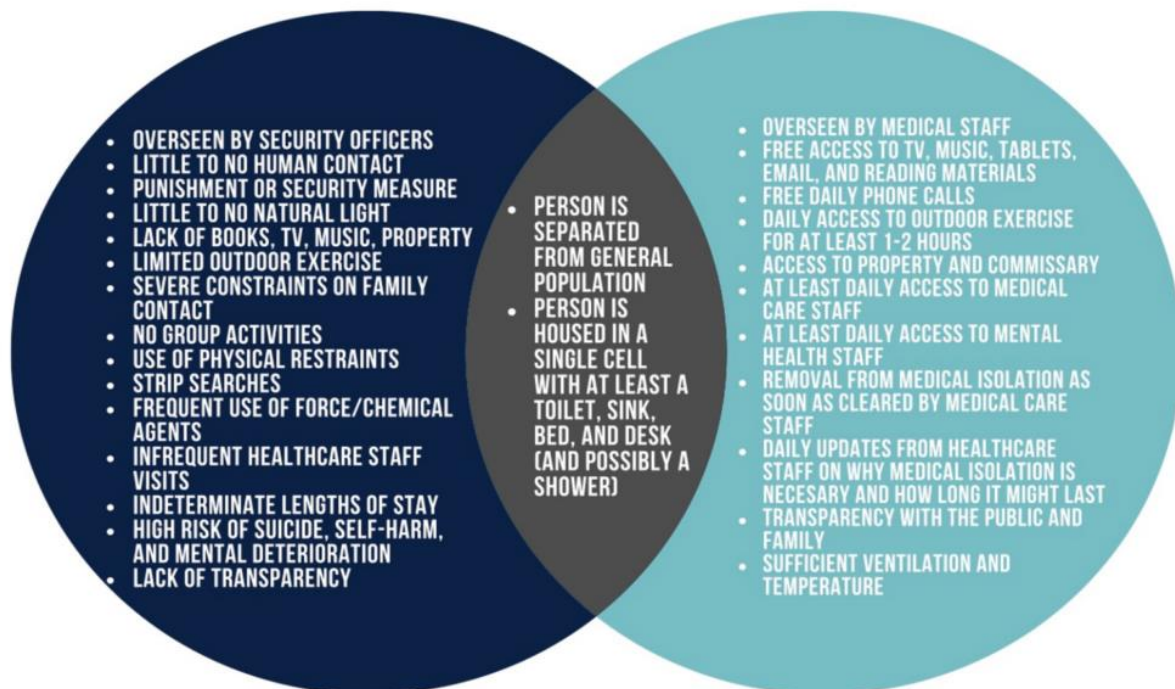 • OVERSEEN BY SECURITY OFFICERS
• LITTLE TO NO HUMAN CONTACT
• PUNISHMENT OR SECURITY MEASURE
• LITTLE TO NO NATURAL LIGHT
• LACK OF BOOKS, TV, MUSIC, PROPERTY
• LIMITED OUTDOOR EXERCISE
• SEVERE CONSTRAINTS ON FAMILY
CONTACT
• NO GROUP ACTIVITIES
• USE OF PHYSICAL RESTRAINTS
• STRIP SEARCHES
• FREQUENT USE OF FORCE/CHEMICAL
AGENTS
• INFREQUENT HEALTHCARE STAFF
VISITS
• INDETERMINATE LENGTHS OF STAY
• HIGH RISK OF SUICIDE, SELF-HARM,
AND MENTAL DETERIORATION
• LACK OF TRANSPARENCY
• PERSON IS
SEPARATED
FROM GENERAL
POPULATION
• PERSON IS
HOUSED IN A
SINGLE CELL
WITH AT LEAST A
TOILET, SINK,
BED, AND DESK
(AND POSSIBLY A
SHOWER)
• OVERSEEN BY MEDICAL STAFF
• FREE ACCESS TO TV, MUSIC, TABLETS,
EMAIL, AND READING MATERIALS
• FREE DAILY PHONE CALLS
• DAILY ACCESS TO OUTDOOR EXERCISE
FOR AT LEAST 1-2 HOURS
• ACCESS TO PROPERTY AND COMMISSARY
• AT LEAST DAILY ACCESS TO MEDICAL
CARE STAFF
• AT LEAST DAILY ACCESS TO MENTAL
HEALTH STAFF
• REMOVAL FROM MEDICAL ISOLATION AS
SOON AS CLEARED BY MEDICAL CARE
STAFF
• DAILY UPDATES FROM HEALTHCARE
STAFF ON WHY MEDICAL ISOLATION IS
NECESARY AND HOW LONG IT MIGHT LAST
• TRANSPARENCY WITH THE PUBLIC AND
FAMILY
• SUFFICIENT VENTILATION AND
TEMPERATURE